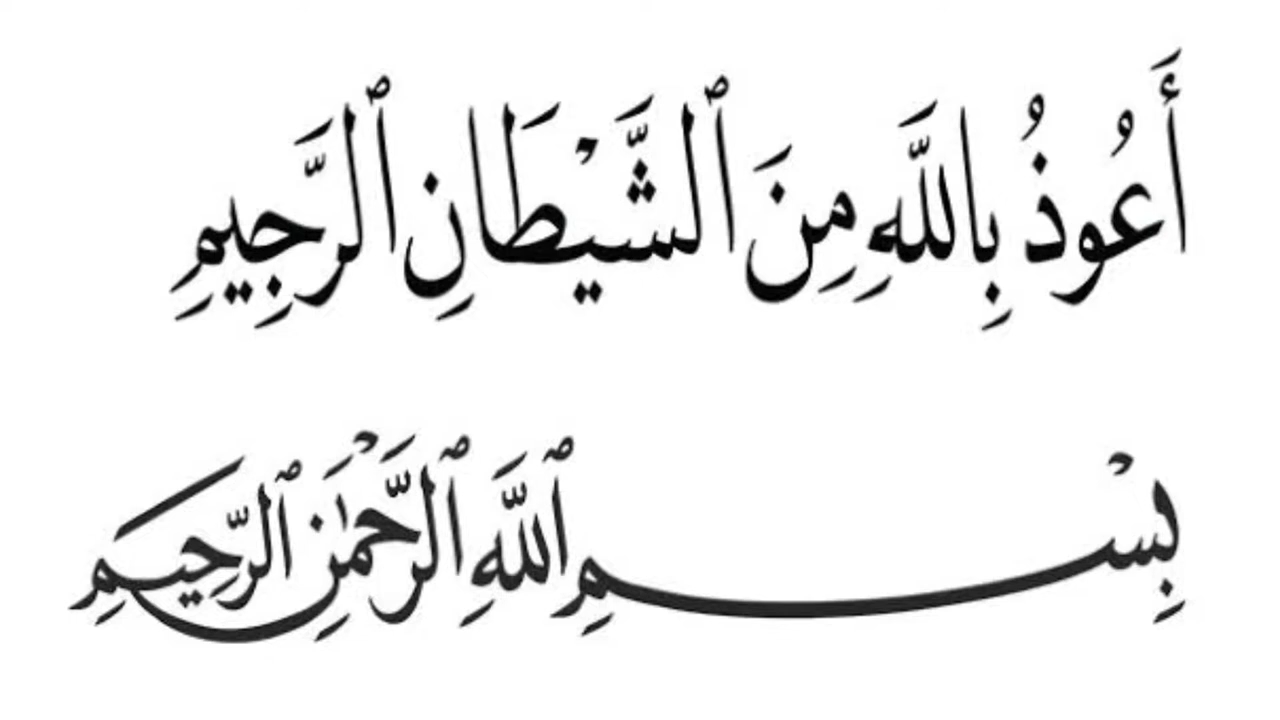 أَعُوذُ بِاللَّهِ مِنَ ٱلشَّيْطَانِ ٱلرَّجِيمِ
بِسْمِ ٱللَّهِ ٱلرَّحْمَٰنِ ٱلرَّحِيمِ